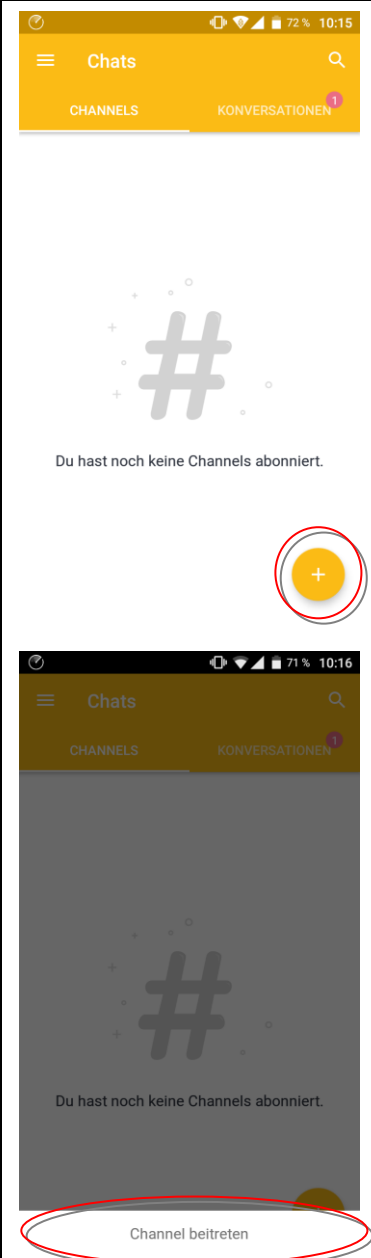 72 % 10:15
Chats
CHANNELS KONVERSATIONEN 1
#
Du hast noch keine Channels abonniert.
+
71 % 10:16
Chats
CHANNELS KONVERSATIONEN 1
#
Du hast noch keine Channels abonniert.
Channel beitreten